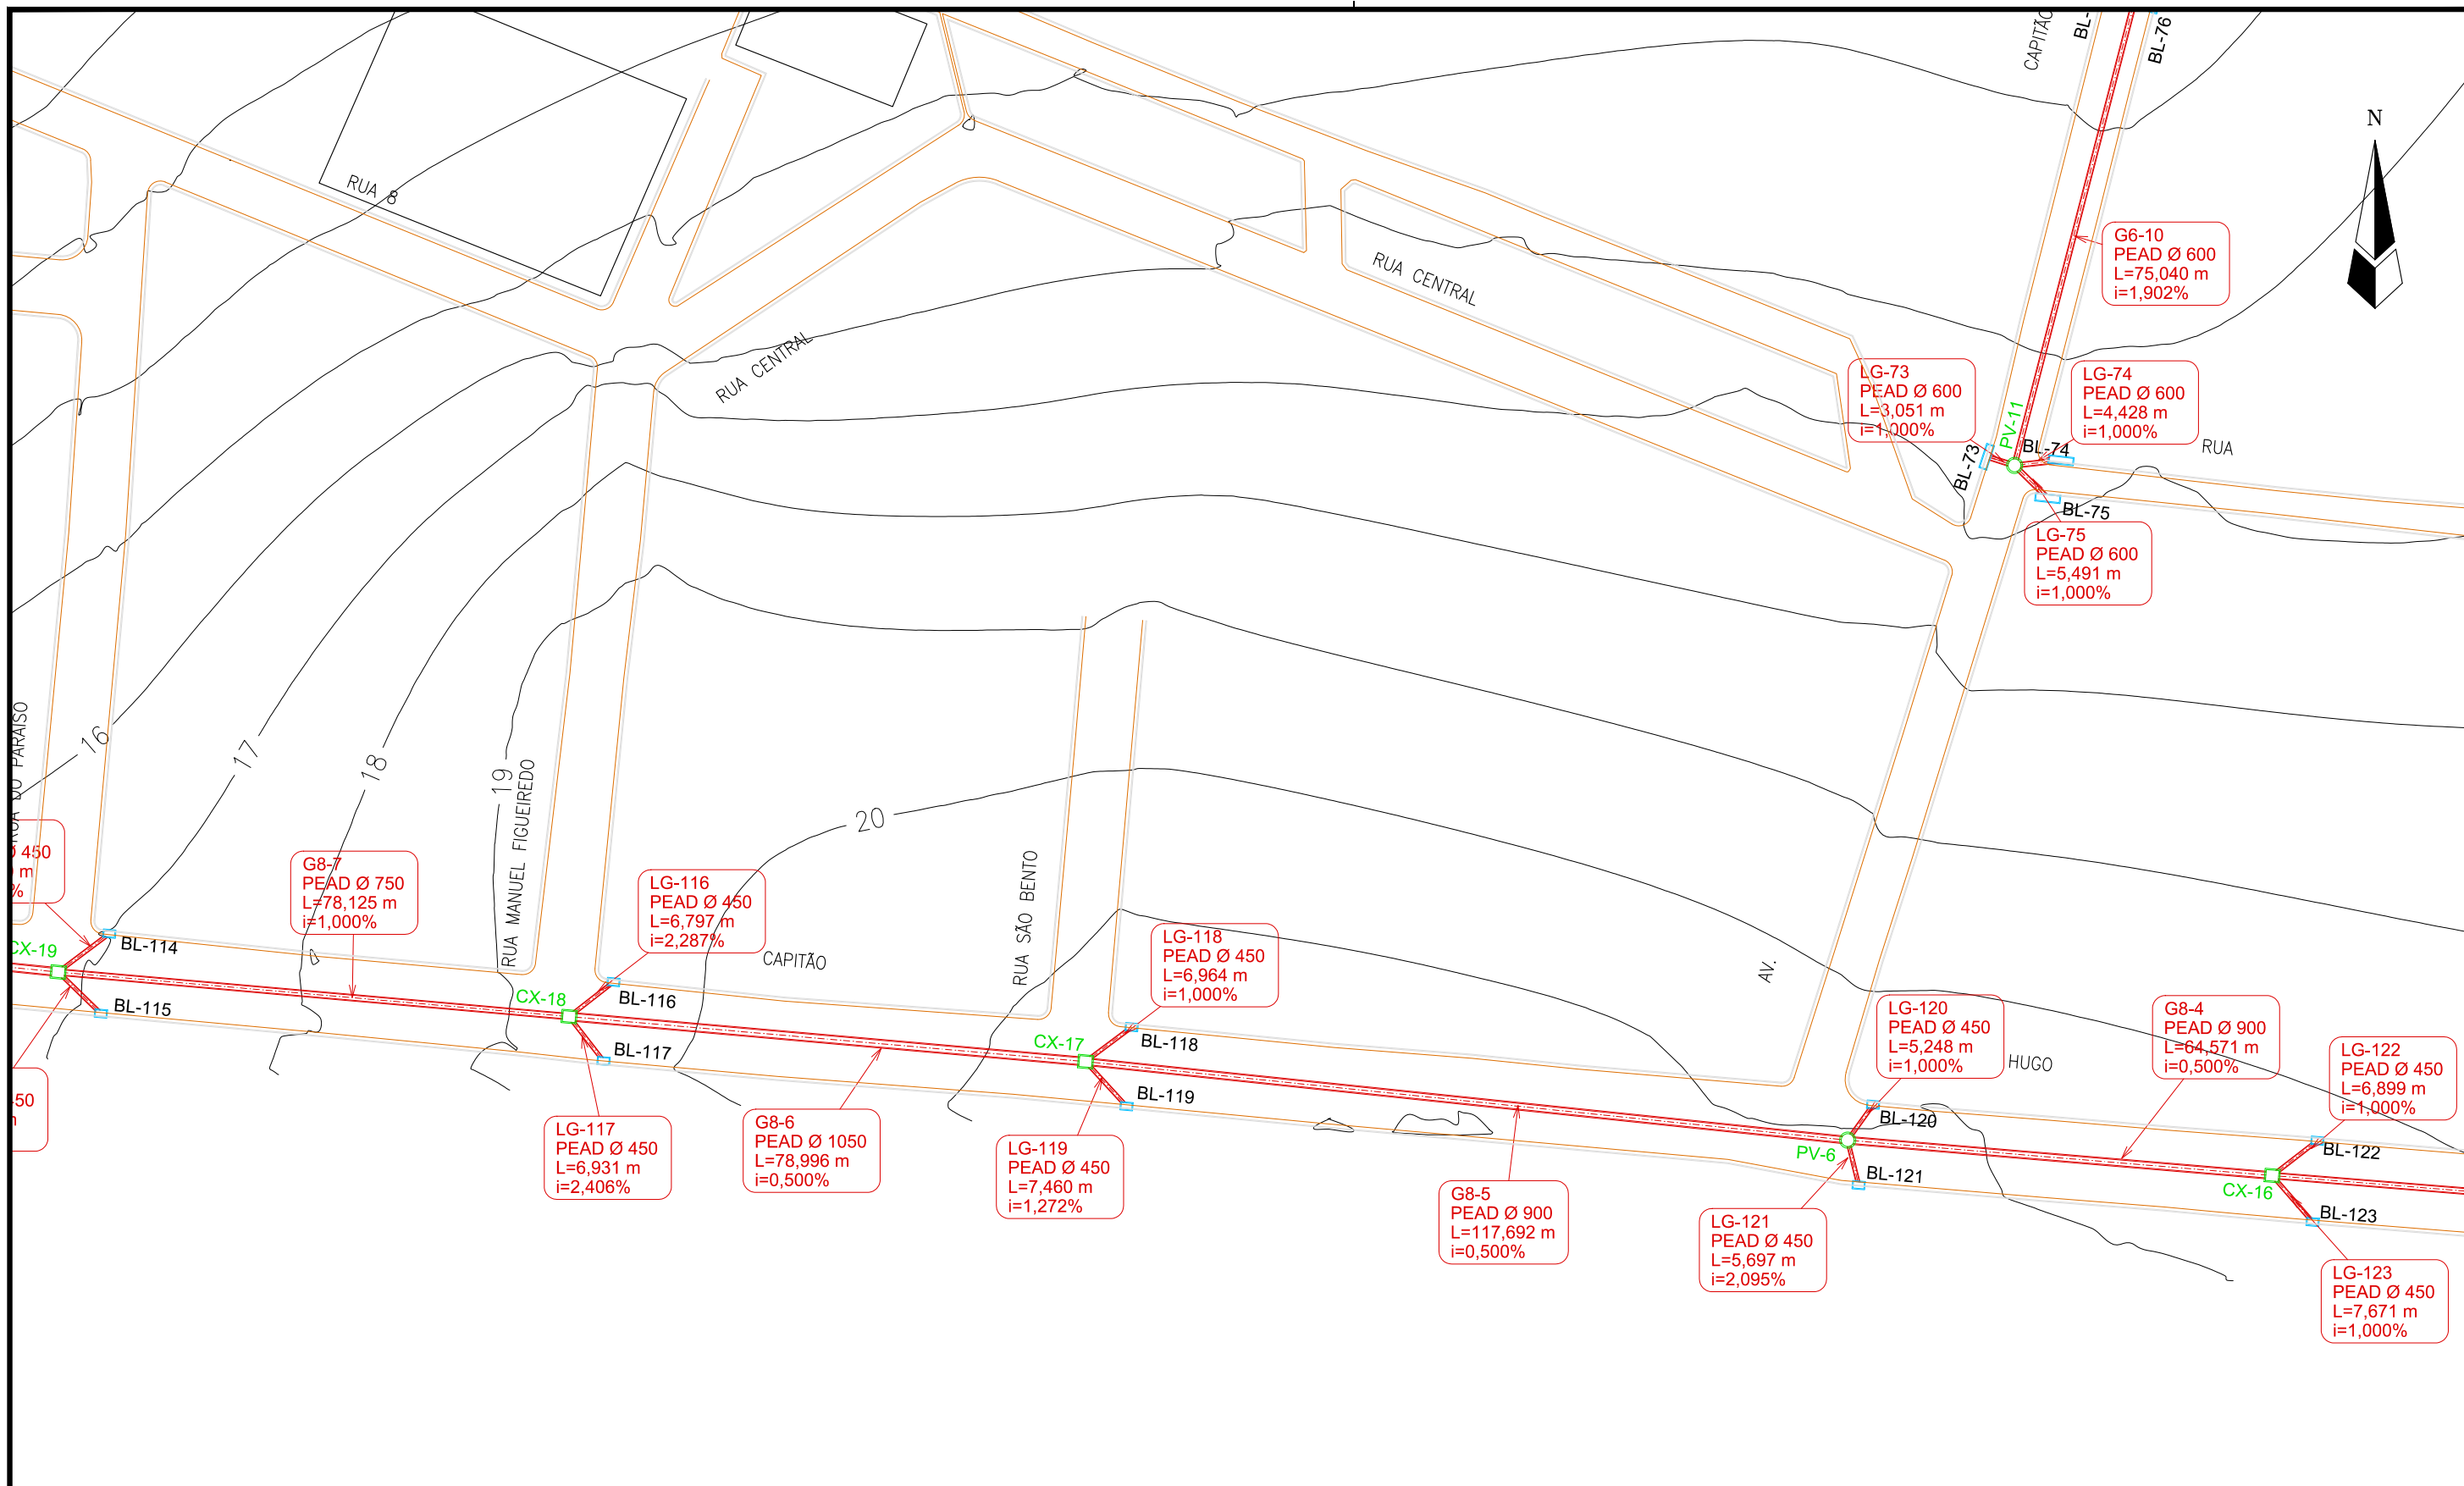 CAPITÃO
BL-
BL-76
N
RUA 8
G6-10
PEAD Ø 600
L=75,040 m
i=1,902%
RUA CENTRAL
RUA CENTRAL
LG-73
PEAD Ø 600
L=3,051 m
i=1,000%
PV-11
LG-74
PEAD Ø 600
L=4,428 m
i=1,000%
BL-73
BL-74
RUA
BL-75
LG-75
PEAD Ø 600
L=5,491 m
i=1,000%
RUA DO PARAISO
16
17
18
19
20
RUA MANUEL FIGUEIREDO
RUA SÃO BENTO
AV.
CAPITÃO
HUGO
Ø 450
m
%
CX-19
BL-114
BL-115
50
G8-7
PEAD Ø 750
L=78,125 m
i=1,000%
LG-116
PEAD Ø 450
L=6,797 m
i=2,287%
CX-18
BL-116
BL-117
LG-117
PEAD Ø 450
L=6,931 m
i=2,406%
G8-6
PEAD Ø 1050
L=78,996 m
i=0,500%
LG-118
PEAD Ø 450
L=6,964 m
i=1,000%
CX-17
BL-118
BL-119
LG-119
PEAD Ø 450
L=7,460 m
i=1,272%
G8-5
PEAD Ø 900
L=117,692 m
i=0,500%
LG-120
PEAD Ø 450
L=5,248 m
i=1,000%
BL-120
PV-6
BL-121
LG-121
PEAD Ø 450
L=5,697 m
i=2,095%
G8-4
PEAD Ø 900
L=64,571 m
i=0,500%
LG-122
PEAD Ø 450
L=6,899 m
i=1,000%
BL-122
CX-16
BL-123
LG-123
PEAD Ø 450
L=7,671 m
i=1,000%